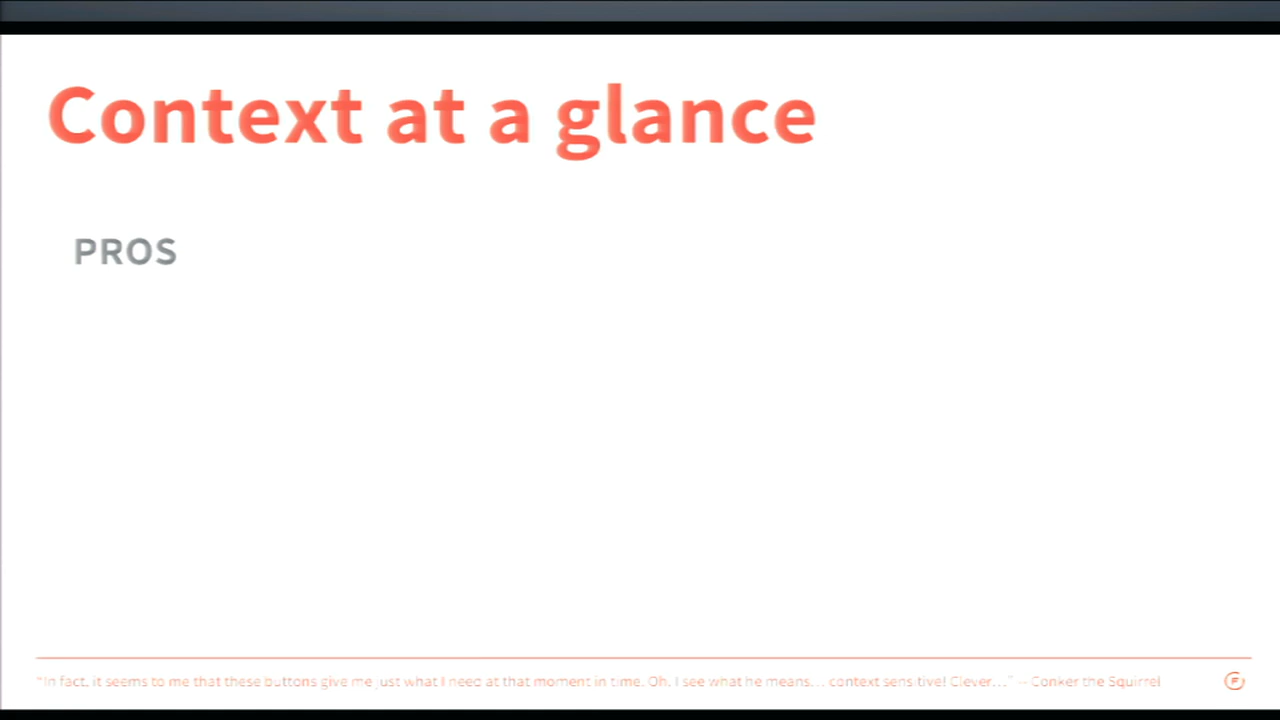 Context at a glance
PROS
"In fact, it seems to me that these buttons give me just what I need at that moment in time. Oh, I see what he means... context sensitive! Clever..." – Conker the Squirrel
F